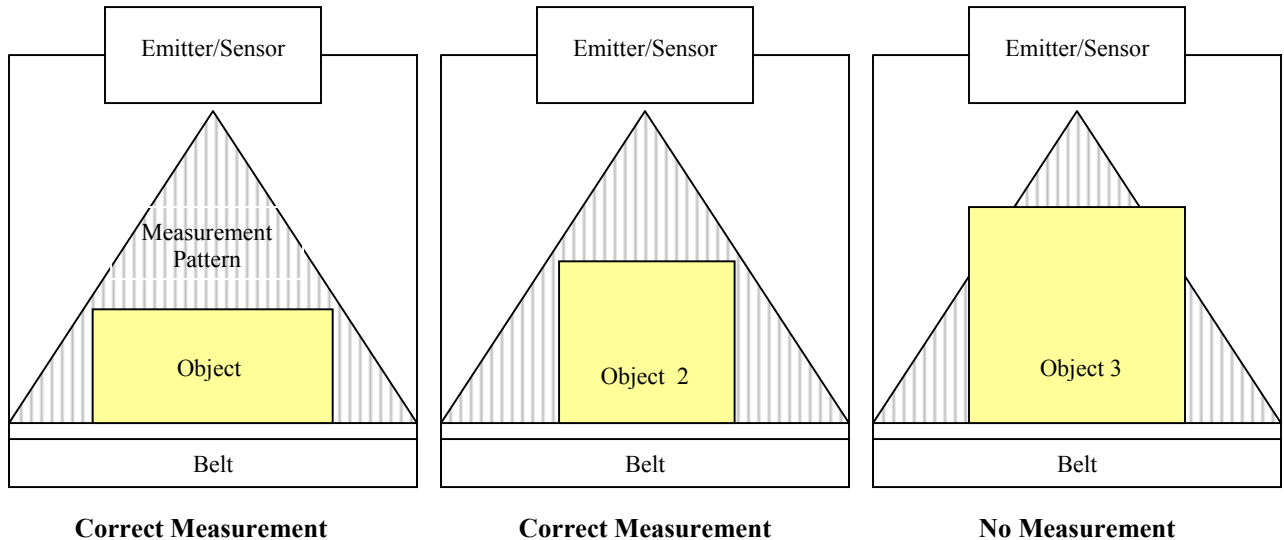 Emitter/Sensor
Emitter/Sensor
Emitter/Sensor
Measurement
Pattern
Object
Object 2
Object 3
Belt
Belt
Belt
Correct Measurement
Correct Measurement
No Measurement